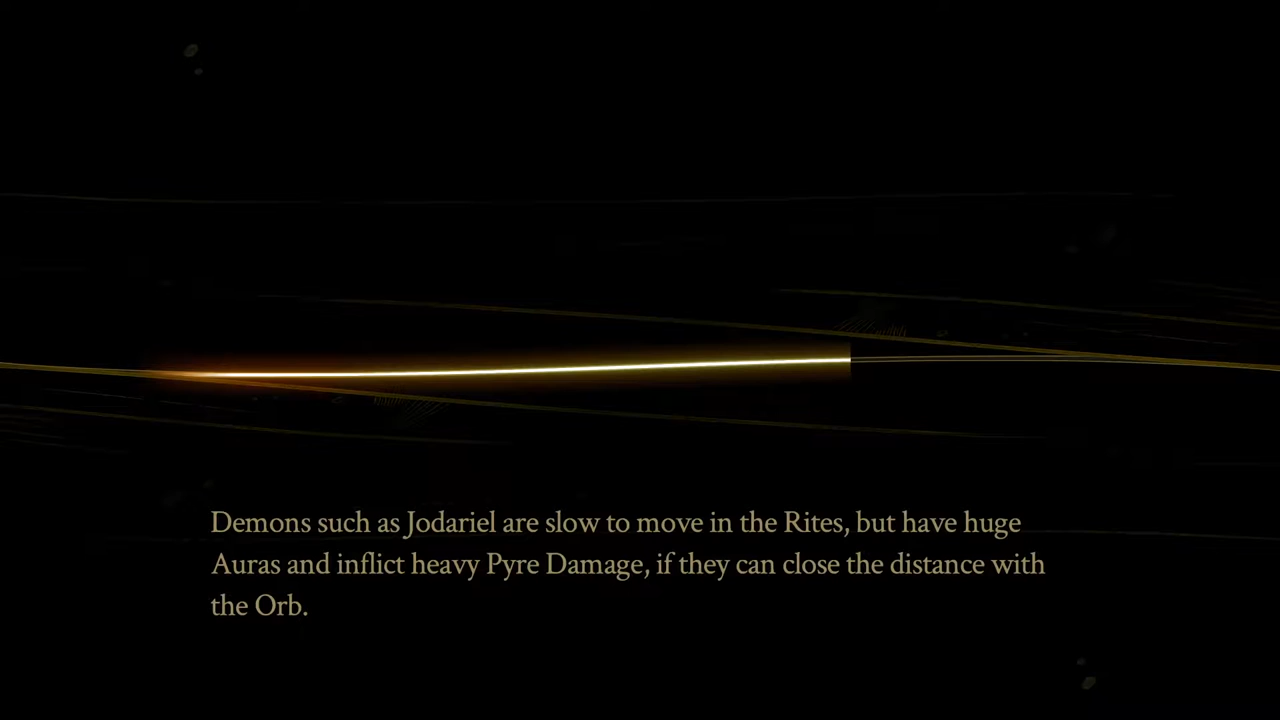 Demons such as Jodariel are slow to move in the Rites, but have huge
Auras and inflict heavy Pyre Damage, if they can close the distance with
the Orb.